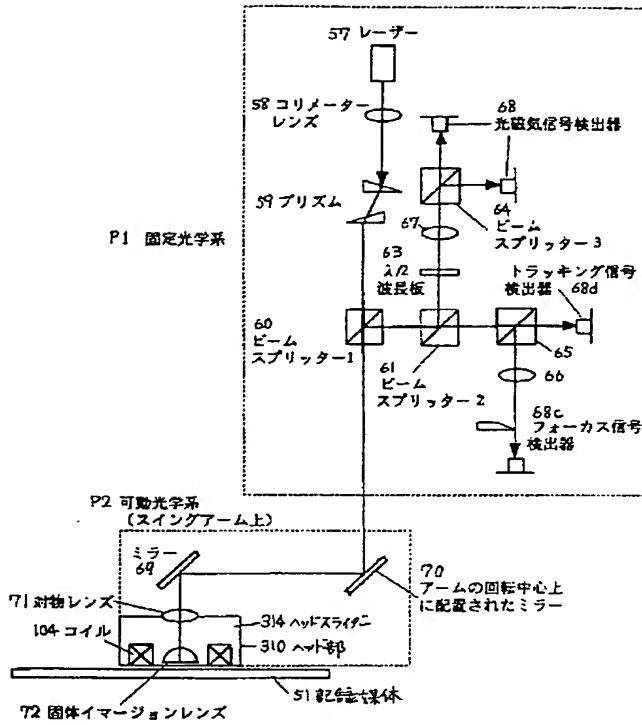 57 レーザー
58 コリメーター
レンズ
59 プリズム
68
光磁気信号検出器
64
ビーム
スプリッター3
67
63
λ/2
波長板
P1 固定光学系
トラッキング信号
検出器
68d
60
ビーム
スプリッター1
61
ビーム
スプリッター2
65
66
68c
フォーカス信号
検出器
P2 可動光学系
(スイングアーム上)
ミラー
69
70
アームの回転中心上
に配置されたミラー
71 対物レンズ
314 ヘッドスライダー
104 コイル
310 ヘッド部
51 記録媒体
72 固体イマージョンレンズ